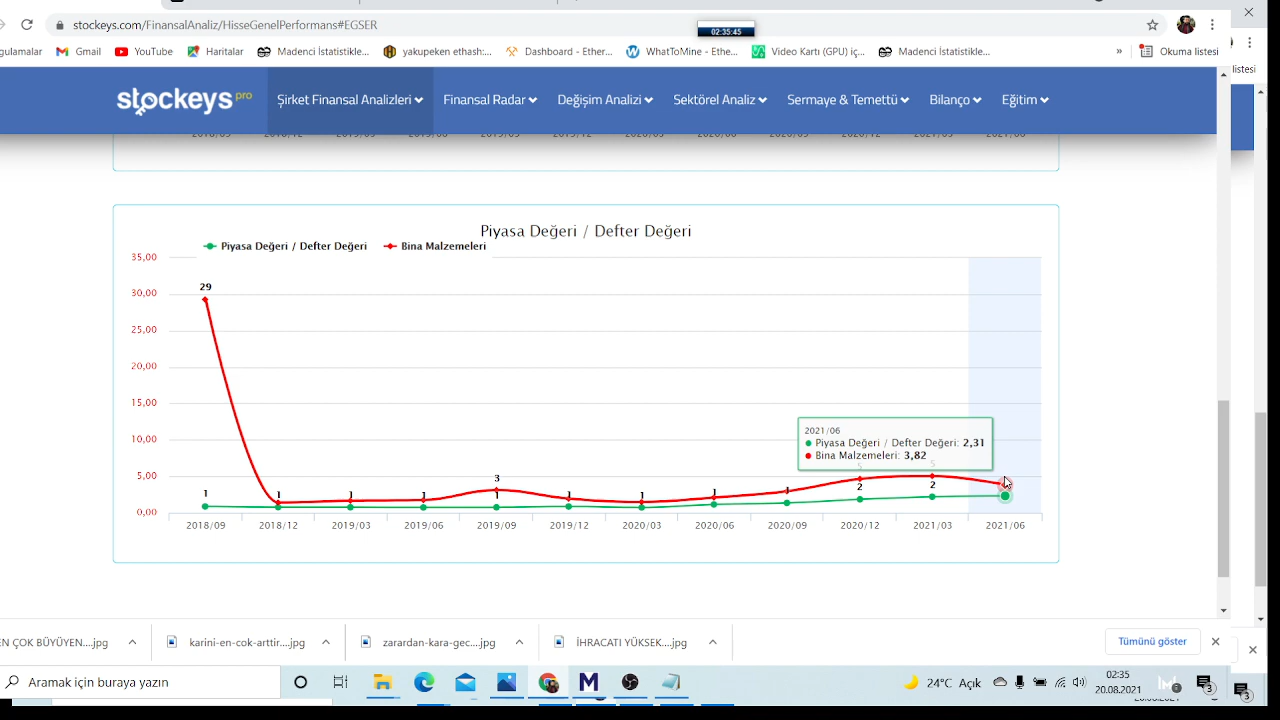 stockeys.com/FinansalAnaliz/HisseGenelPerformans#EGSER
02:35:45
gulamalar Gmail YouTube Haritalar Madenci İstatistikle... yakupeken ethash:... Dashboard - Ether... WhatToMine - Ethe... Video Kartı (GPU) iç... Madenci İstatistikle... » Okuma listesi
listesi
stockeys pro Şirket Finansal Analizleri Finansal Radar Değişim Analizi Sektörel Analiz Sermaye & Temettü Bilanço Eğitim
Piyasa Değeri / Defter Değeri
Piyasa Değeri / Defter Değeri Bina Malzemeleri
35,00
29
30,00
25,00
20,00
15,00
2021/06
Piyasa Değeri / Defter Değeri: 2,31
Bina Malzemeleri: 3,82
10,00
5,00
3
5 5
1 1 1 1 1 1 1 1 1 2 2
0,00
2018/09 2018/12 2019/03 2019/06 2019/09 2019/12 2020/03 2020/06 2020/09 2020/12 2021/03 2021/06
EN ÇOK BÜYÜYEN....jpg karini-en-cok-arttir....jpg zarardan-kara-gec....jpg İHRACATI YÜKSEK....jpg Tümünü göster
Aramak için buraya yazın
24°C Açık
02:35
20.08.2021
3
3